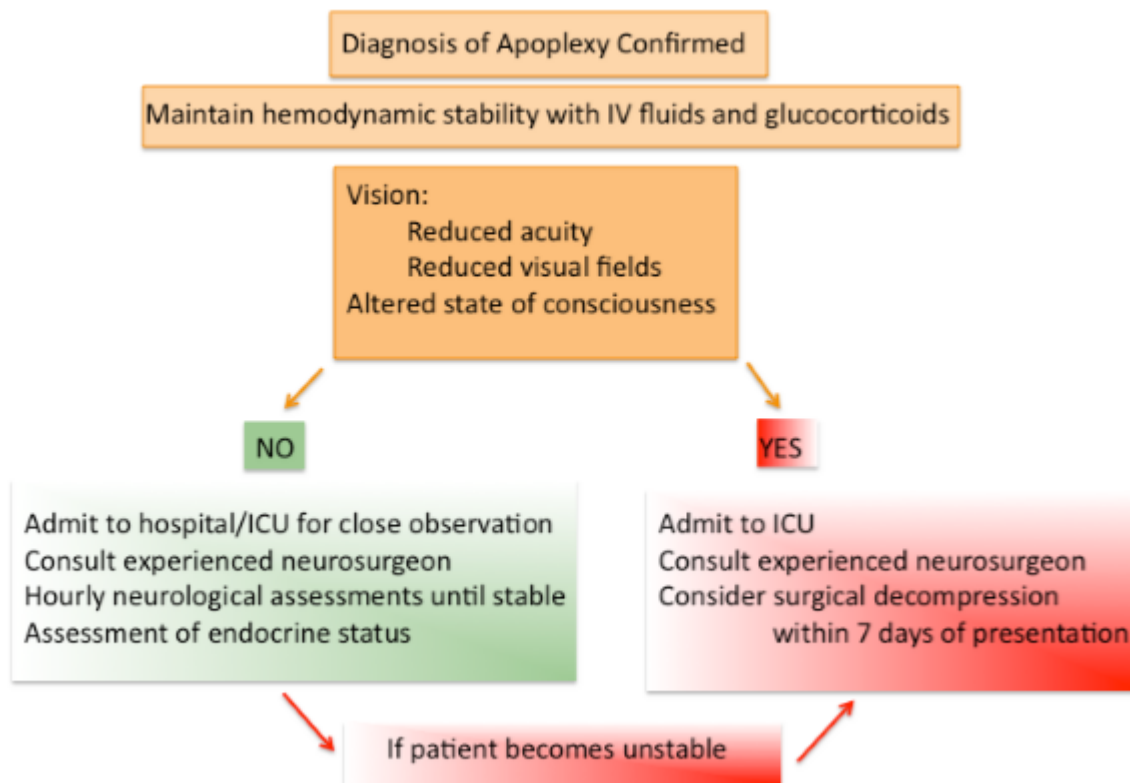 Diagnosis of Apoplexy Confirmed
Maintain hemodynamic stability with IV fluids and glucocorticoids
Vision:
Reduced acuity
Reduced visual fields
Altered state of consciousness
NO
YES
Admit to hospital/ICU for close observation
Consult experienced neurosurgeon
Hourly neurological assessments until stable
Assessment of endocrine status
Admit to ICU
Consult experienced neurosurgeon
Consider surgical decompression
within 7 days of presentation
If patient becomes unstable